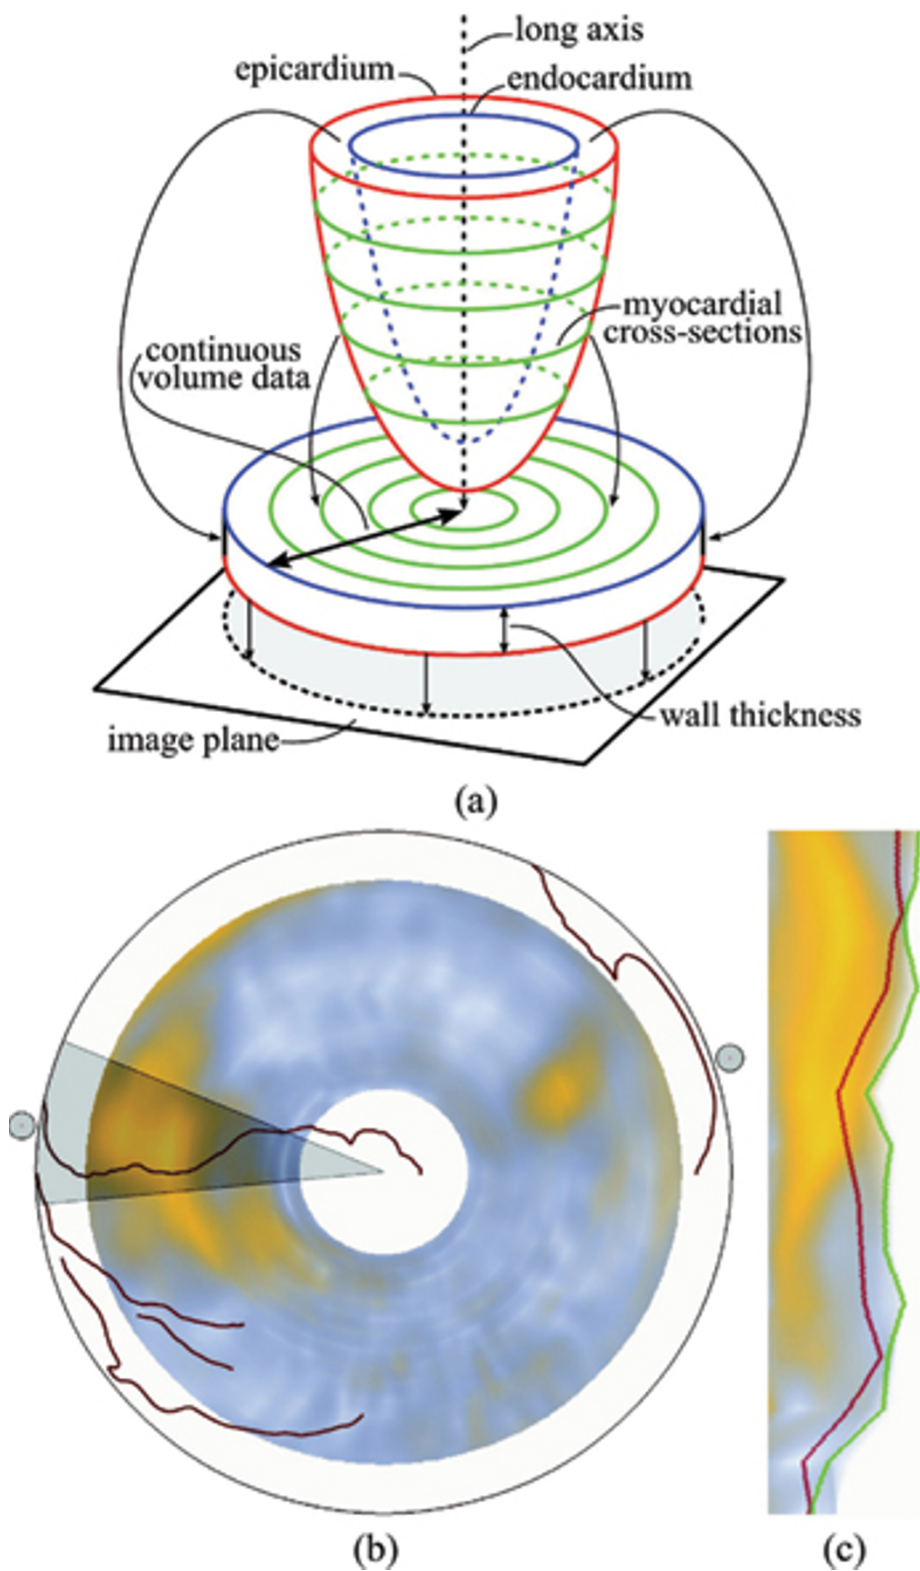 long axis
epicardium
endocardium
myocardial
cross-sections
continuous
volume data
wall thickness
image plane
(a)
(b)
(c)